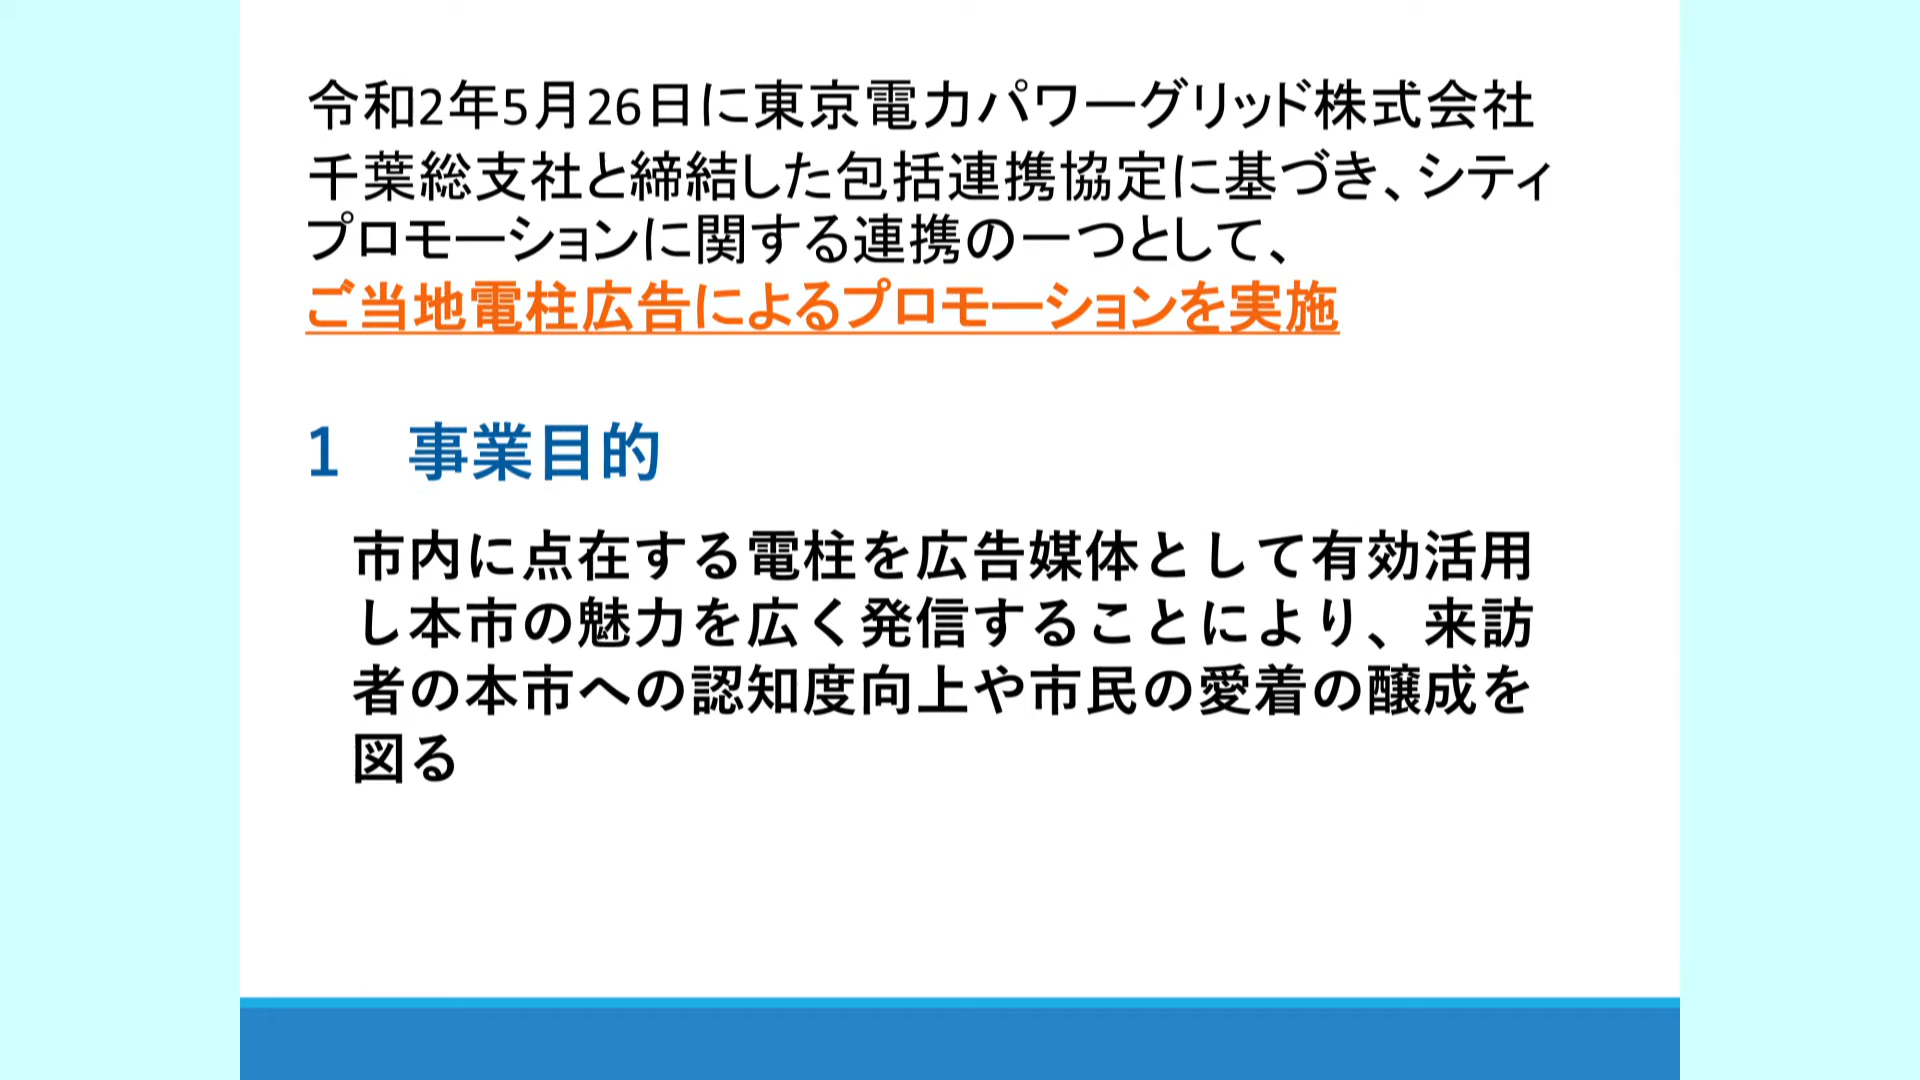 令和2年5月26日に東京電力パワーグリッド株式会社
千葉総支社と締結した包括連携協定に基づき、シティ
プロモーションに関する連携の一つとして、
ご当地電柱広告によるプロモーションを実施
1　事業目的
市内に点在する電柱を広告媒体として有効活用
し本市の魅力を広く発信することにより、来訪
者の本市への認知度向上や市民の愛着の醸成を
図る